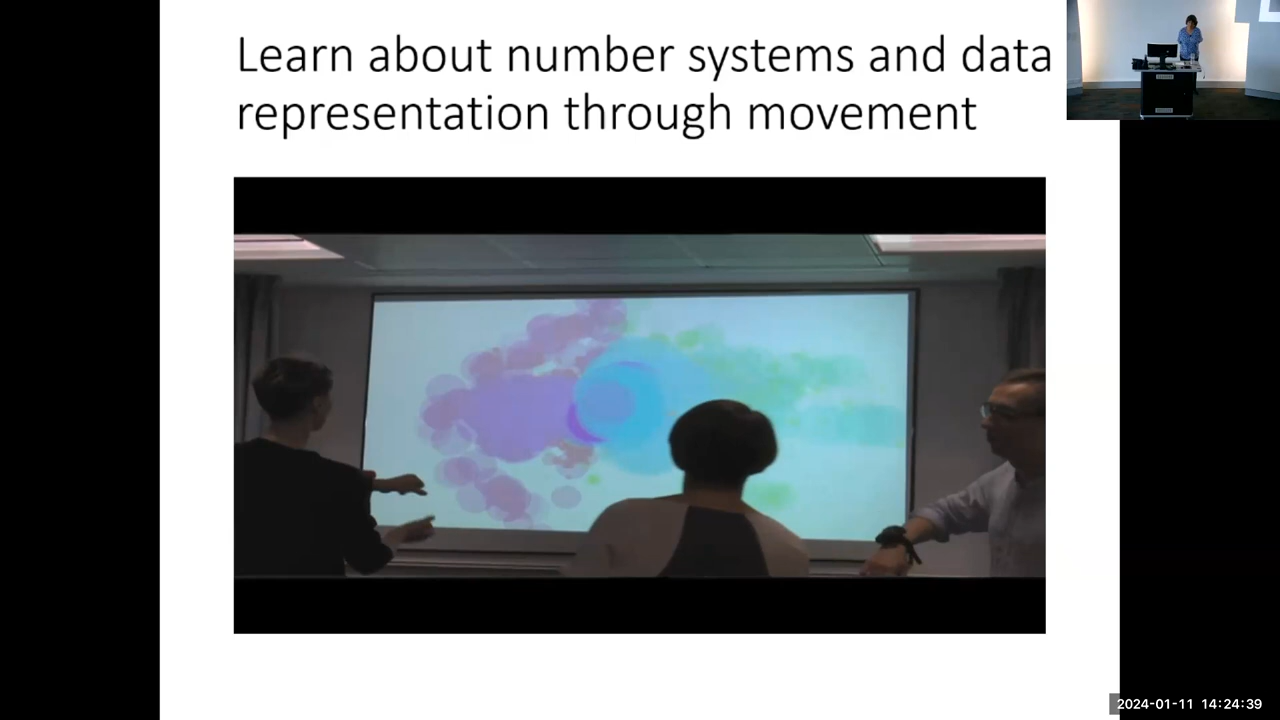 Learn about number systems and data
representation through movement
2024-01-11 14:24:39